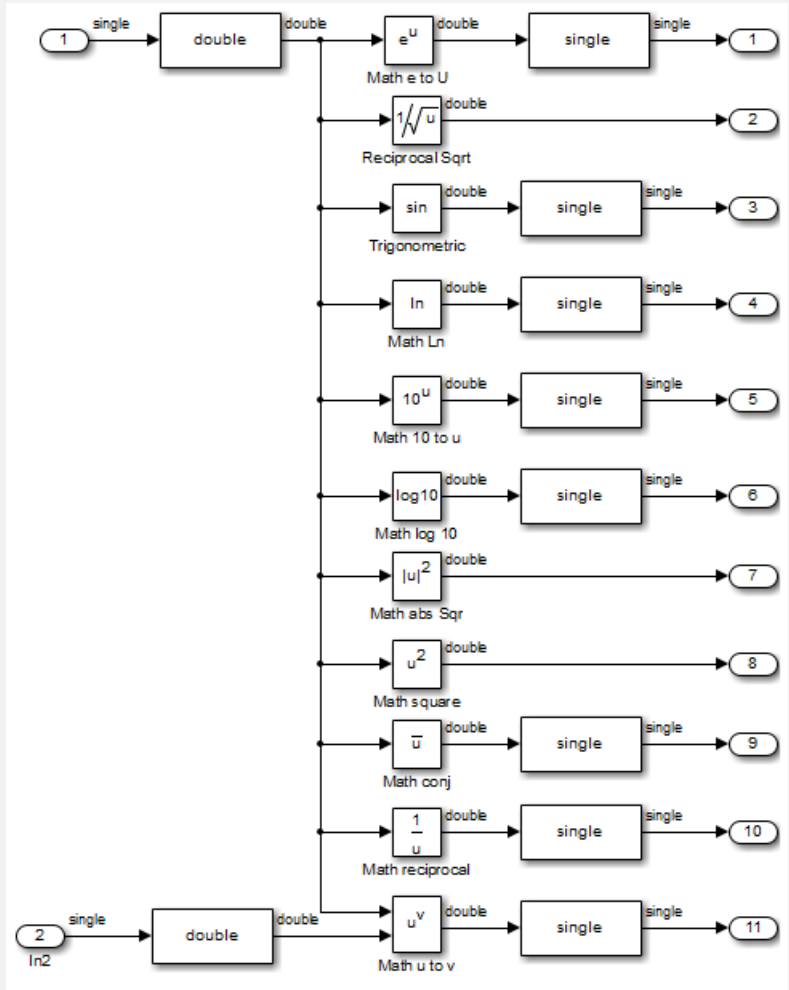 single double single single
1 double e^u single 1
Math e to U
double
1/√u 2
Reciprocal Sqrt
double single
sin single 3
Trigonometric
double single
ln single 4
Math Ln
double single
10^u single 5
Math 10 to u
double single
log10 single 6
Math log 10
double
|u|^2 7
Math abs Sqr
double
u^2 8
Math square
double single
u̅ single 9
Math conj
double single
1/u single 10
Math reciprocal
single double double single
2 double u^v single 11
In2 Math u to v